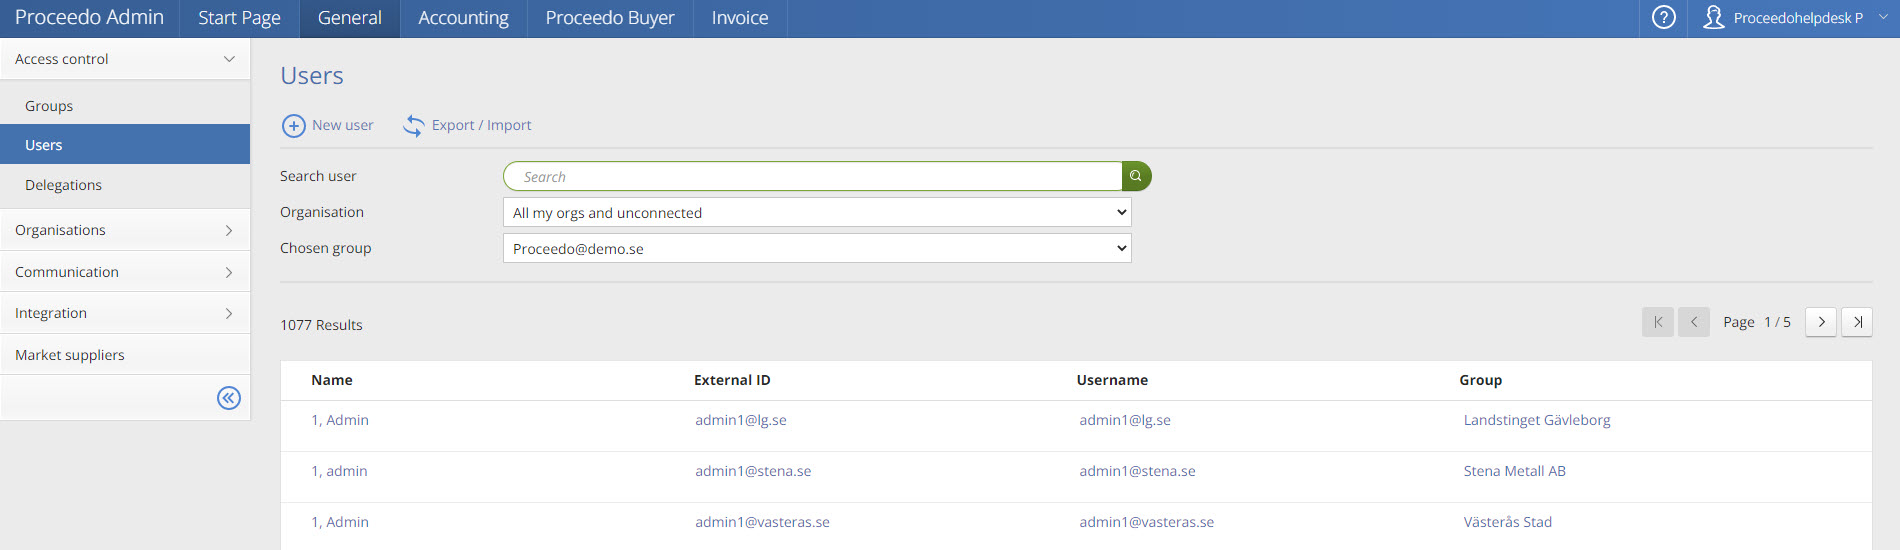 Proceedo Admin Start Page General Accounting Proceedo Buyer Invoice ? Proceedohelpdesk P
Access control
Groups
Users
Delegations
Organisations
Communication
Integration
Market suppliers
Users
New user Export / Import
Search user Search
Organisation All my orgs and unconnected
Chosen group Proceedo@demo.se
1077 Results Page 1 / 5
Name External ID Username Group
1, Admin admin1@lg.se admin1@lg.se Landstinget Gävleborg
1, admin admin1@stena.se admin1@stena.se Stena Metall AB
1, Admin admin1@vasteras.se admin1@vasteras.se Västerås Stad